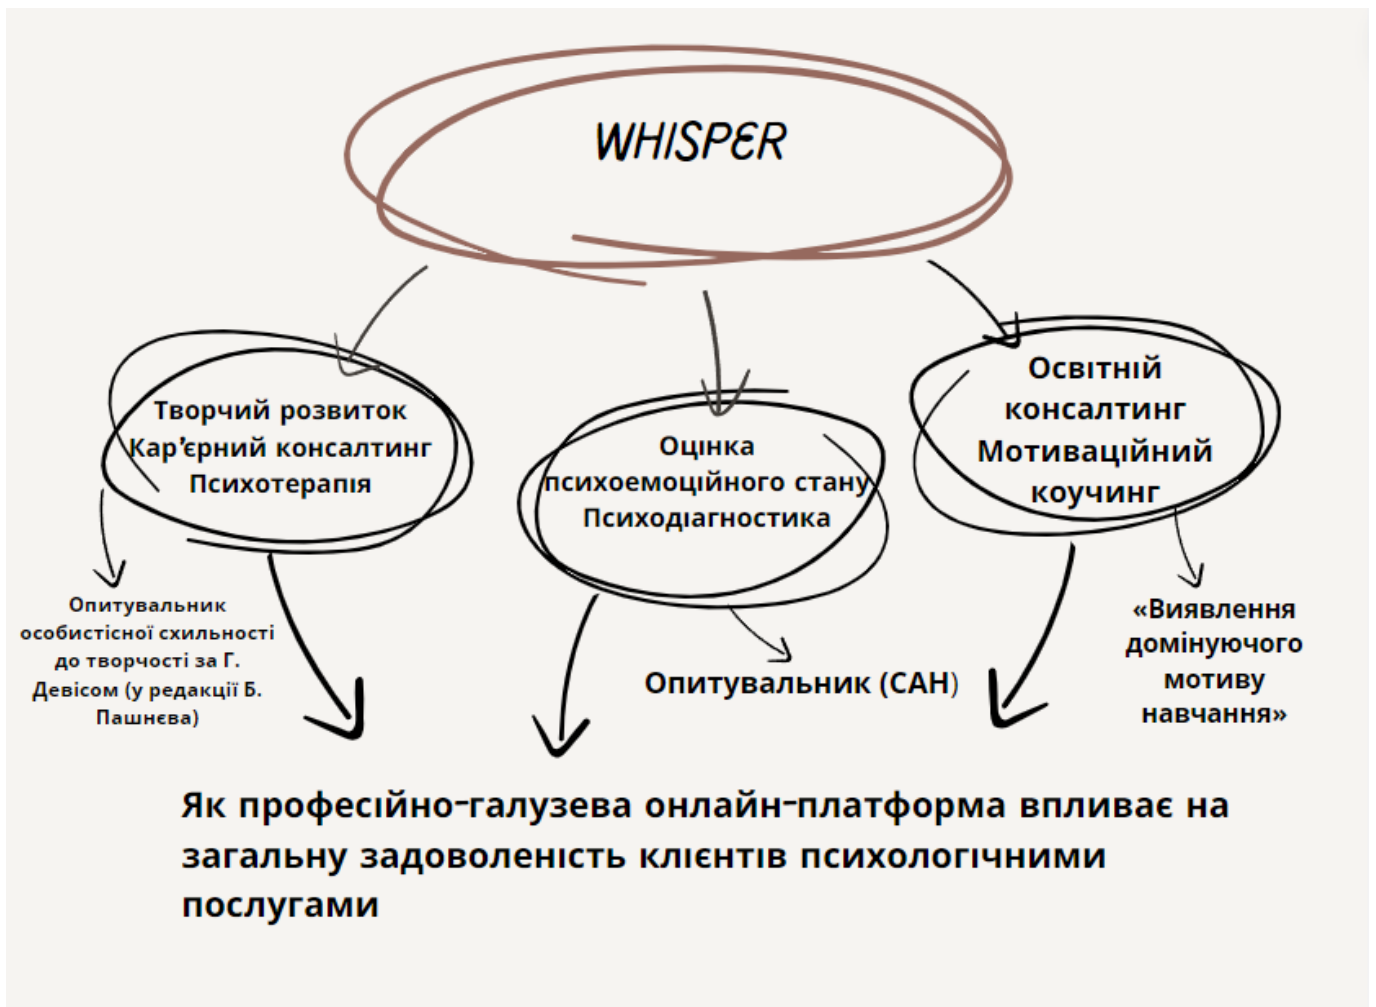 WHISPER
Творчий розвиток
Кар'єрний консалтинг
Психотерапія
Оцінка
психоемоційного стану
Психодіагностика
Освітній
консалтинг
Мотиваційний
коучинг
Опитувальник
особистісної схильності
до творчості за Г.
Девісом (у редакції Б.
Пашнєва)
Опитувальник (САН)
«Виявлення
домінуючого
мотиву
навчання»
Як професійно-галузева онлайн-платформа впливає на
загальну задоволеність клієнтів психологічними
послугами